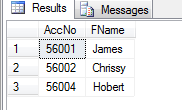 Results Messages
AccNo FName
1 56001 James
2 56002 Chrissy
3 56004 Hobert